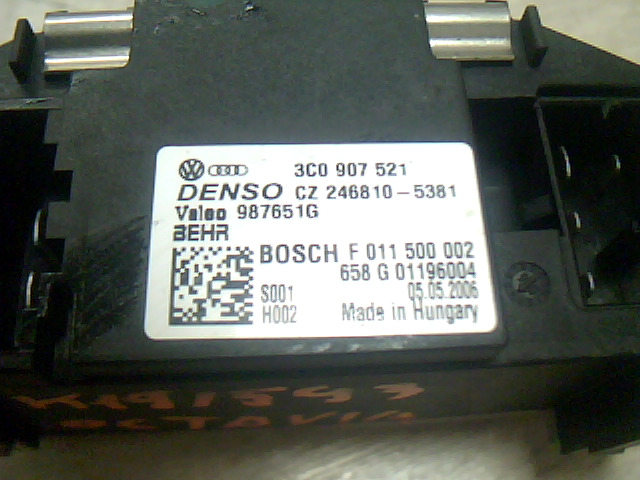 3C0 907 521
DENSO CZ 246810-5381
Valeo 987651G
BEHR
BOSCH F 011 500 002
658 G 01196004
S001 05.05.2006
H002 Made in Hungary
OCTAVIA